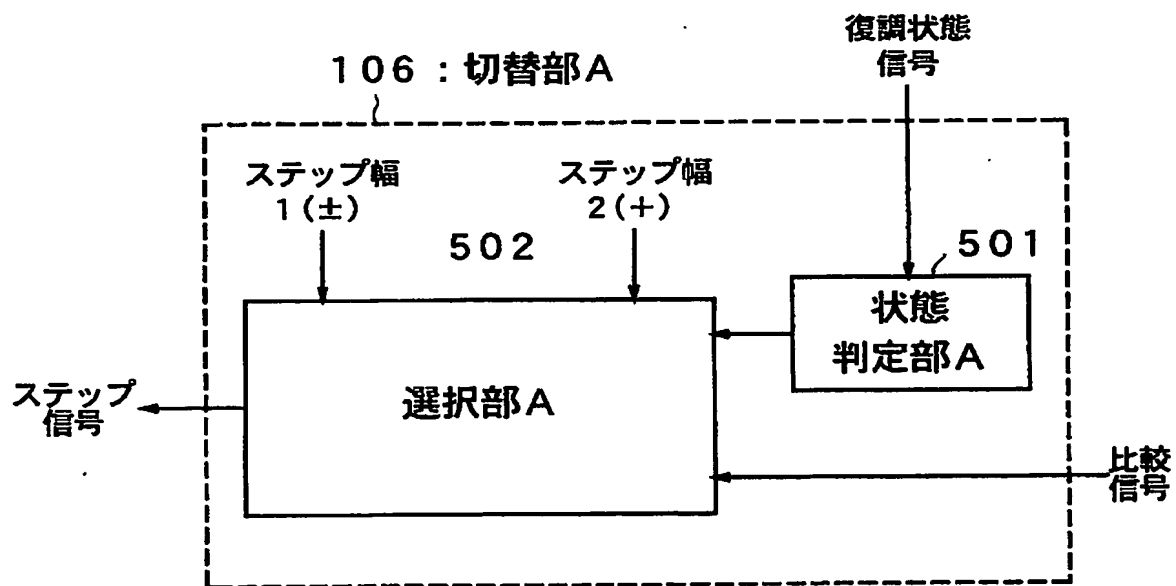 復調状態
信号
106：切替部A
ステップ幅
1(±)
ステップ幅
2(+)
502
501
状態
判定部A
選択部A
ステップ
信号
比較
信号